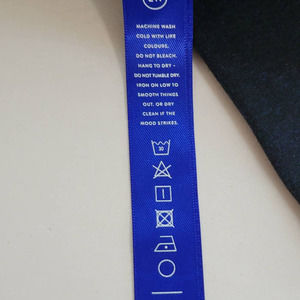 MACHINE WASH
COLD WITH LIKE
COLOURS.
DO NOT BLEACH.
HANG TO DRY -
DO NOT TUMBLE DRY.
IRON ON LOW TO
SMOOTH THINGS
OUT, OR DRY
CLEAN IF THE
MOOD STRIKES.
30